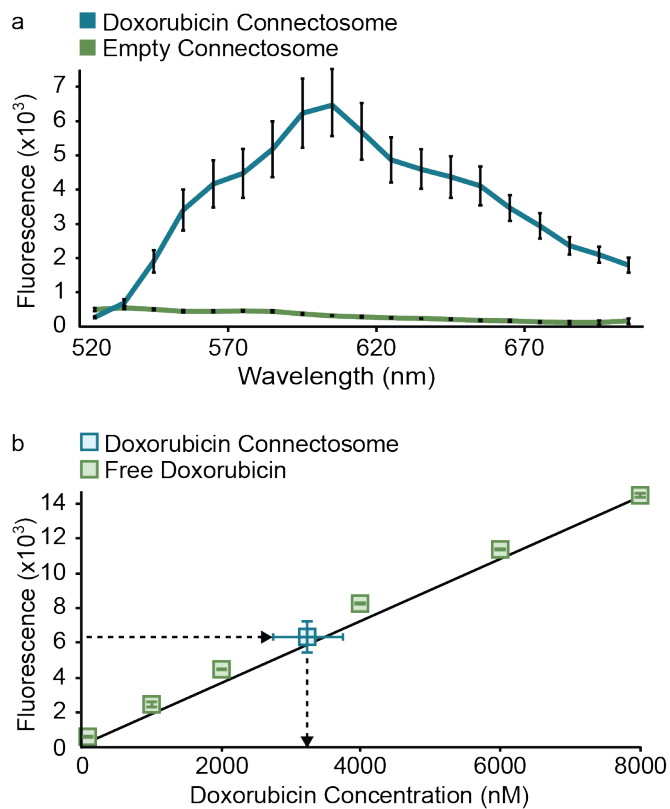 a
Doxorubicin Connectosome
Empty Connectosome
Fluorescence (x10³)
7
6
5
4
3
2
1
0
520 570 620 670
Wavelength (nm)
b
Doxorubicin Connectosome
Free Doxorubicin
Fluorescence (x10³)
14
12
10
8
6
4
2
0
0 2000 4000 6000 8000
Doxorubicin Concentration (nM)